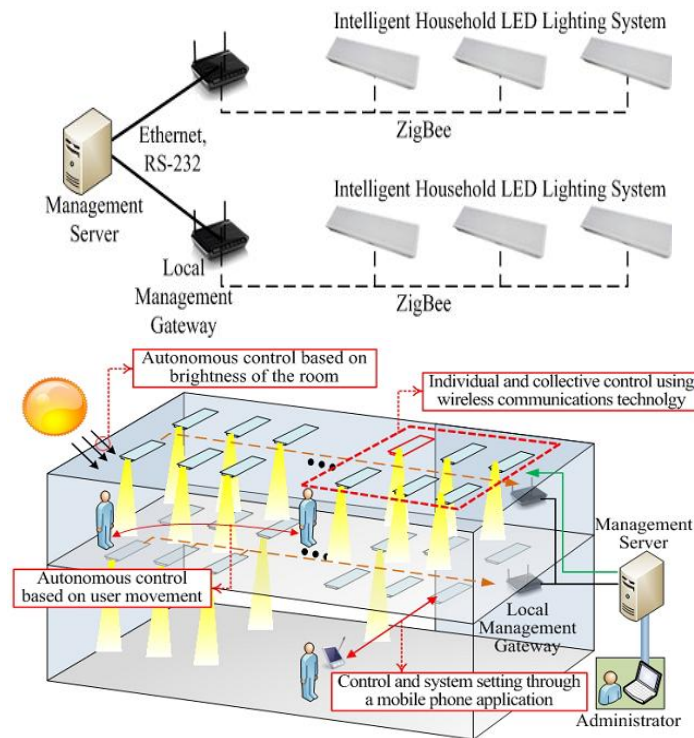 Intelligent Household LED Lighting System
Ethernet,
RS-232
ZigBee
Management
Server
Intelligent Household LED Lighting System
Local
Management
Gateway
ZigBee
Autonomous control based on
brightness of the room
Individual and collective control using
wireless communications technolgy
Management
Server
Autonomous control
based on user movement
Local
Management
Gateway
Control and system setting through
a mobile phone application
Administrator